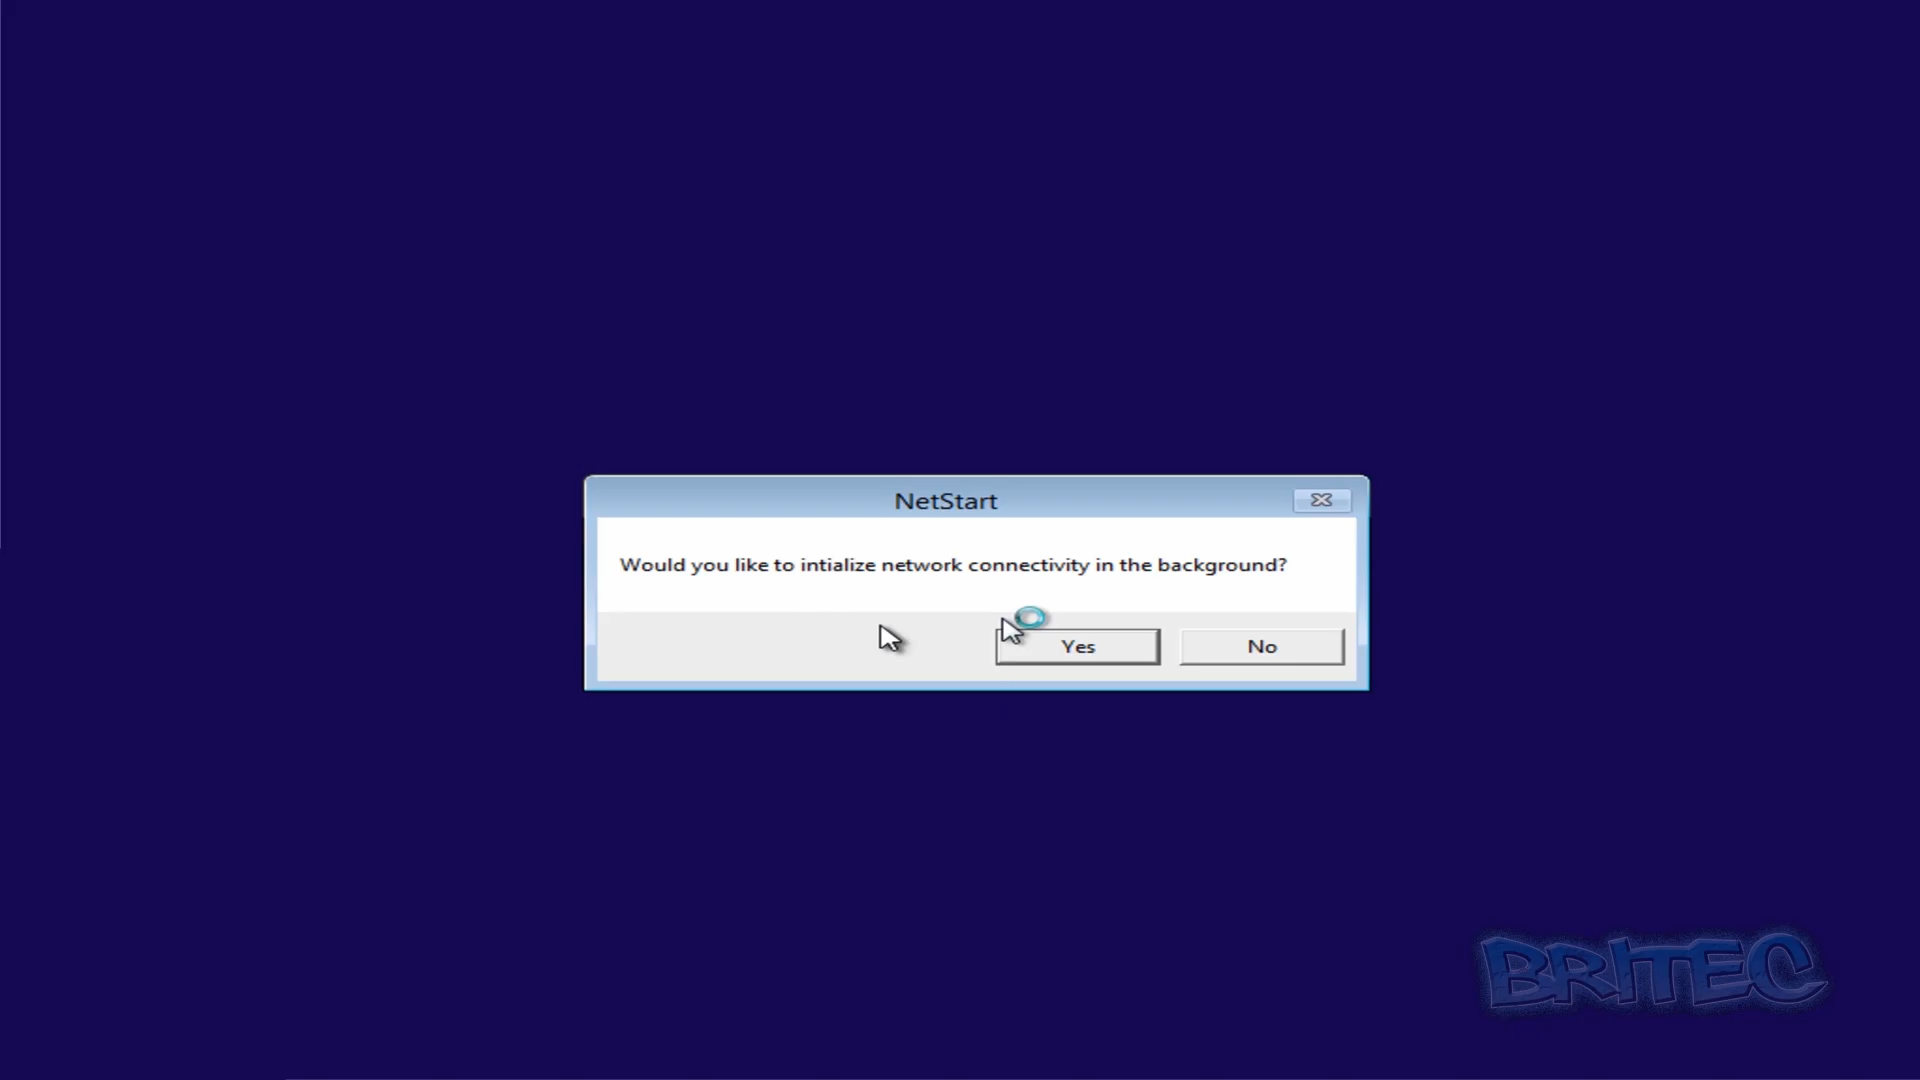 NetStart
Would you like to intialize network connectivity in the background?
Yes
No
BRITEC